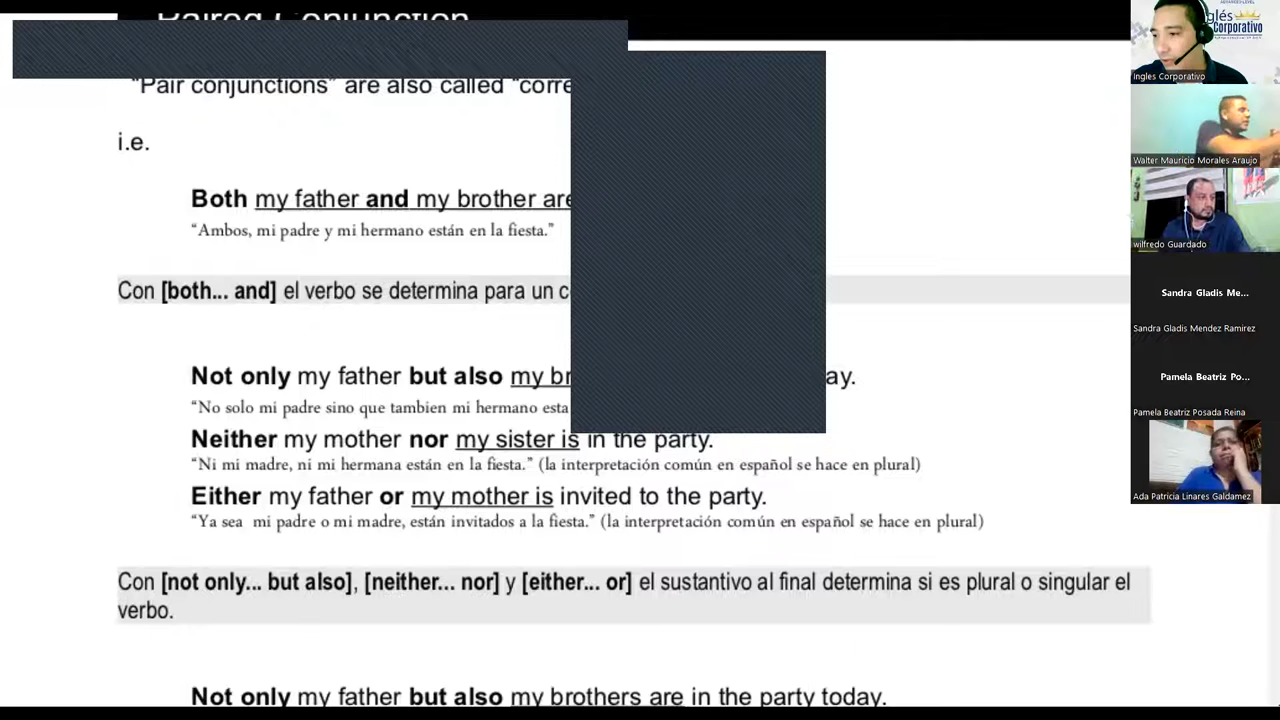 Paired Conjunction
“Pair conjunctions” are also called
i.e.
Both my father and my brother are
“Ambos, mi padre y mi hermano están en la fiesta.”
Con [both... and] el verbo se determina para un
Not only my father but also my
“No solo mi padre sino que tambien mi hermano esta
Neither my mother nor my sister is in the party.
“Ni mi madre, ni mi hermana están en la fiesta.” (la interpretación común en español se hace en plural)
Either my father or my mother is invited to the party.
“Ya sea mi padre o mi madre, están invitados a la fiesta.” (la interpretación común en español se hace en plural)
Con [not only... but also], [neither... nor] y [either... or] el sustantivo al final determina si es plural o singular el
verbo.
Not only my father but also my brothers are in the party today.
Corporativo
Ingles Corporativo
Walter Mauricio Morales Araujo
wilfredo Guardado
Sandra Gladis Me...
Sandra Gladis Mendez Ramirez
Pamela Beatriz Po...
Pamela Beatriz Posada Reina
Ada Patricia Linares Galdamez